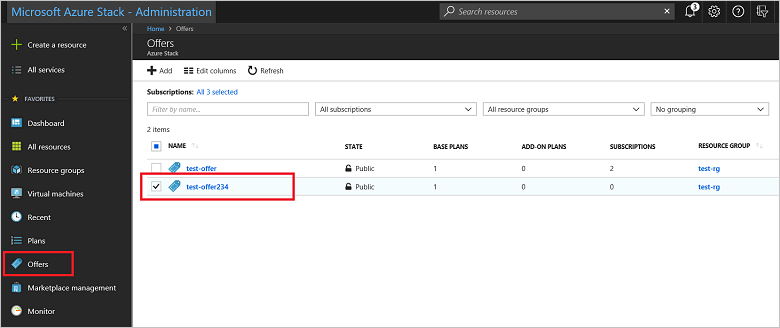 Microsoft Azure Stack - Administration
Search resources
3
Create a resource
All services
FAVORITES
Dashboard
All resources
Resource groups
Virtual machines
Recent
Plans
Offers
Marketplace management
Monitor
Home > Offers
Offers
Azure Stack
Add Edit columns Refresh
Subscriptions: All 3 selected
Filter by name... All subscriptions All resource groups No grouping
2 items
NAME STATE BASE PLANS ADD-ON PLANS SUBSCRIPTIONS RESOURCE GROUP
test-offer Public 1 0 2 test-rg
test-offer234 Public 1 0 0 test-rg